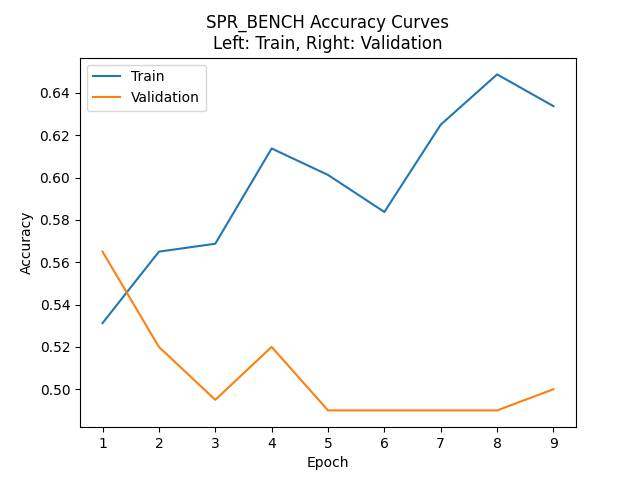 SPR_BENCH Accuracy Curves
Left: Train, Right: Validation
Train
Validation
Accuracy
0.64
0.62
0.60
0.58
0.56
0.54
0.52
0.50
1 2 3 4 5 6 7 8 9
Epoch